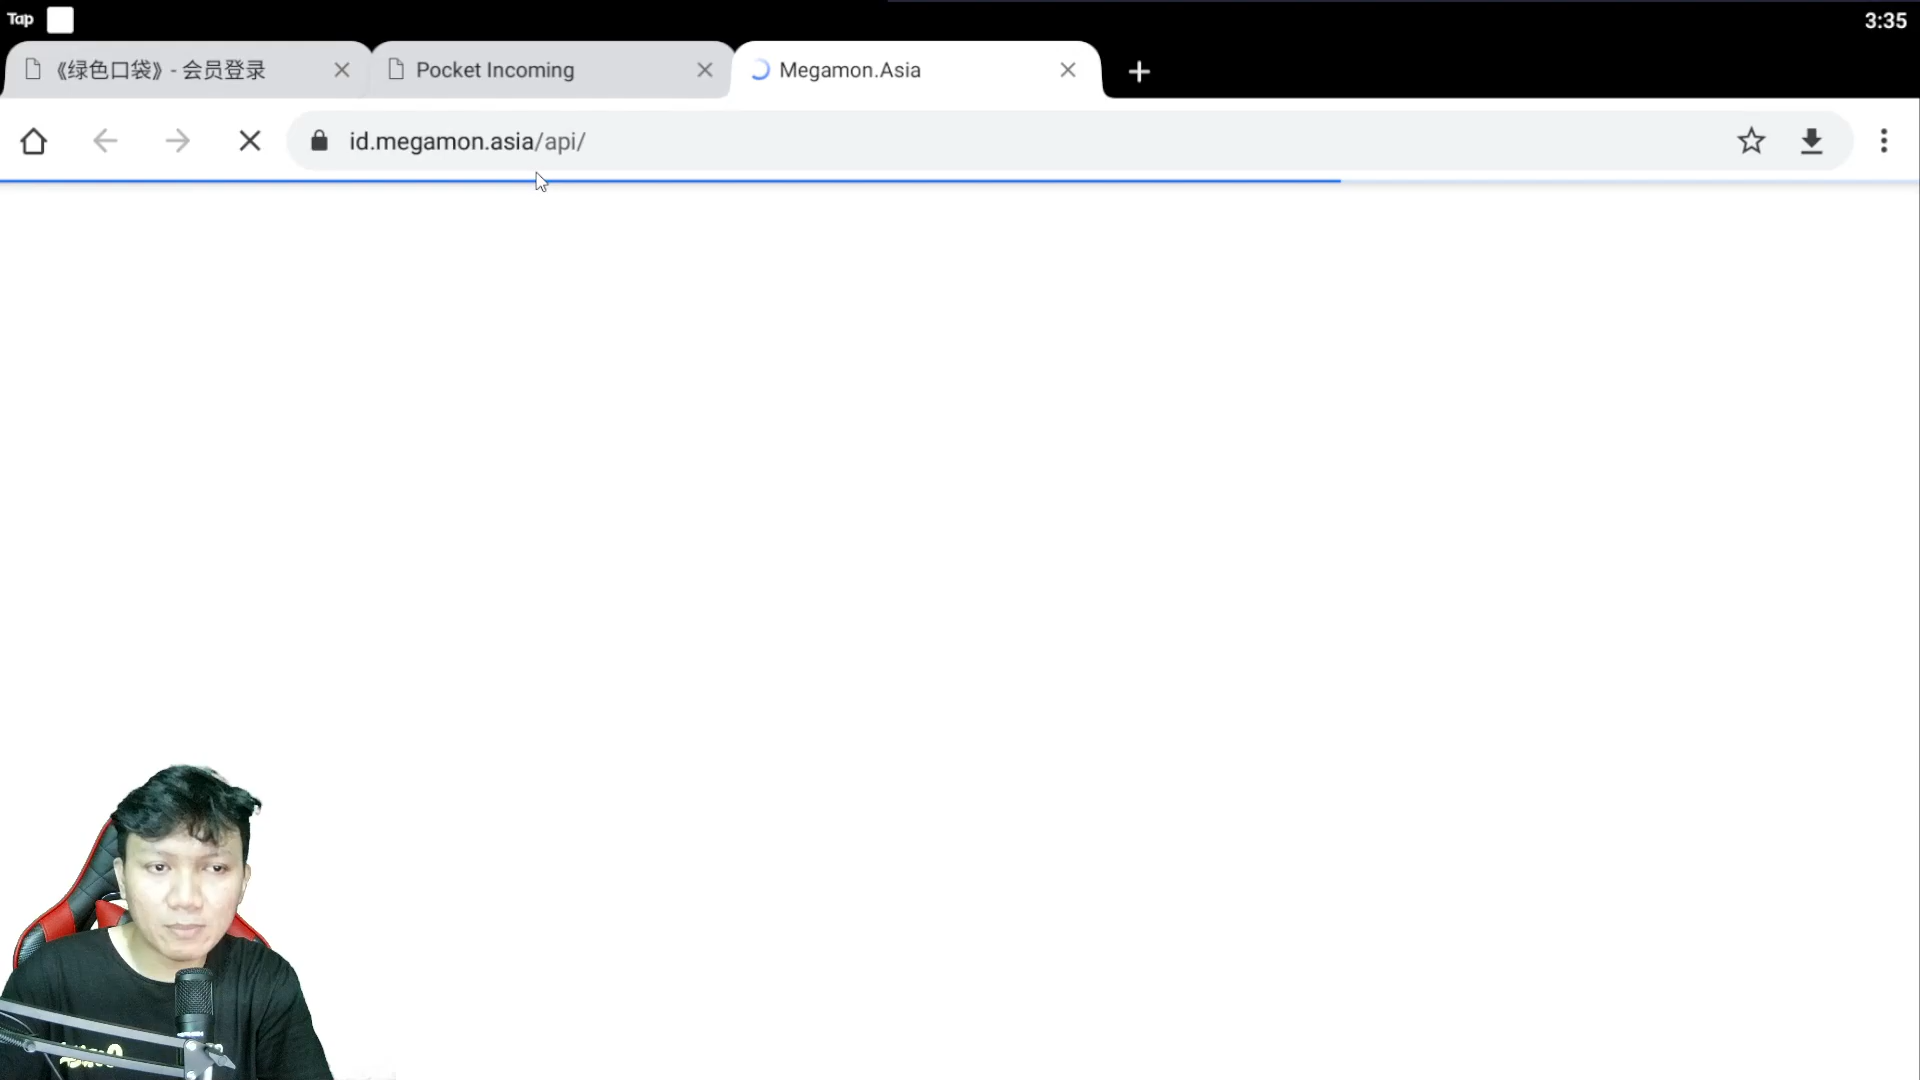 Tap
3:35
《绿色口袋》 - 会员登录
Pocket Incoming
Megamon.Asia
id.megamon.asia/api/